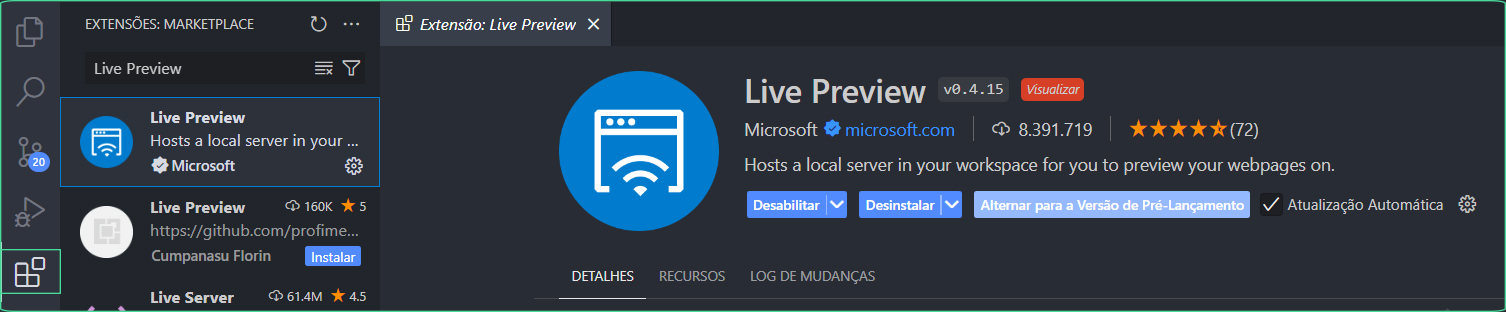 EXTENSÕES: MARKETPLACE
Live Preview
20
Live Preview
Hosts a local server in your ...
Microsoft
Live Preview 160K 5
https://github.com/profime...
Cumpanasu Florin Instalar
Live Server 61.4M 4.5
Extensão: Live Preview
Live Preview v0.4.15 Visualizar
Microsoft microsoft.com 8.391.719 (72)
Hosts a local server in your workspace for you to preview your webpages on.
Desabilitar Desinstalar Alternar para a Versão de Pré-Lançamento Atualização Automática
DETALHES RECURSOS LOG DE MUDANÇAS